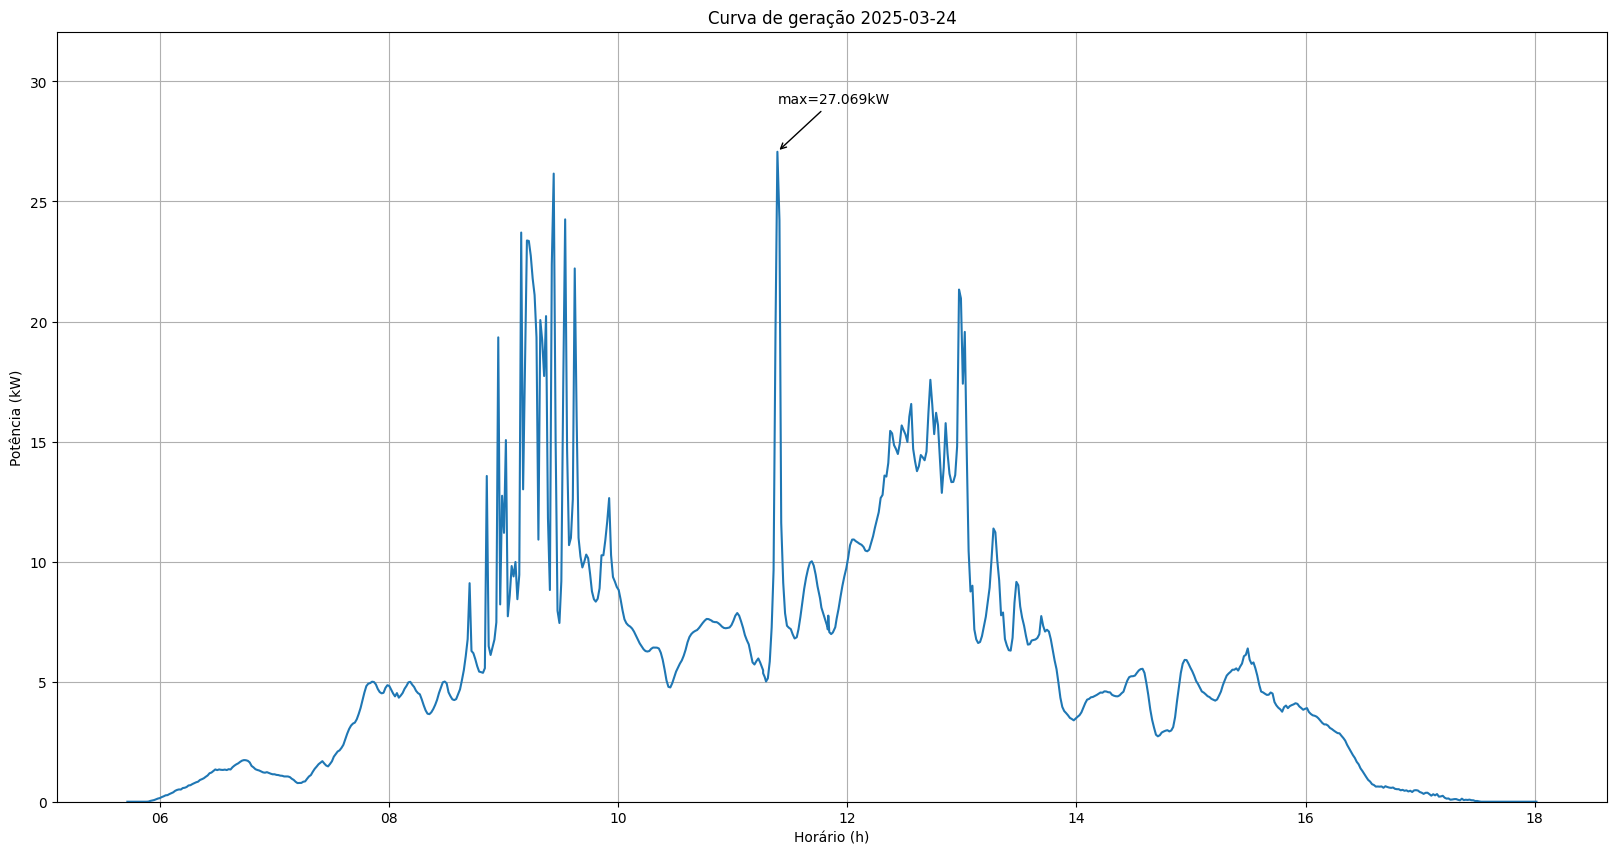 Curva de geração 2025-03-24
30
max=27.069kW
25
20
15
10
5
0
Potência (kW)
06 08 10 12 14 16 18
Horário (h)